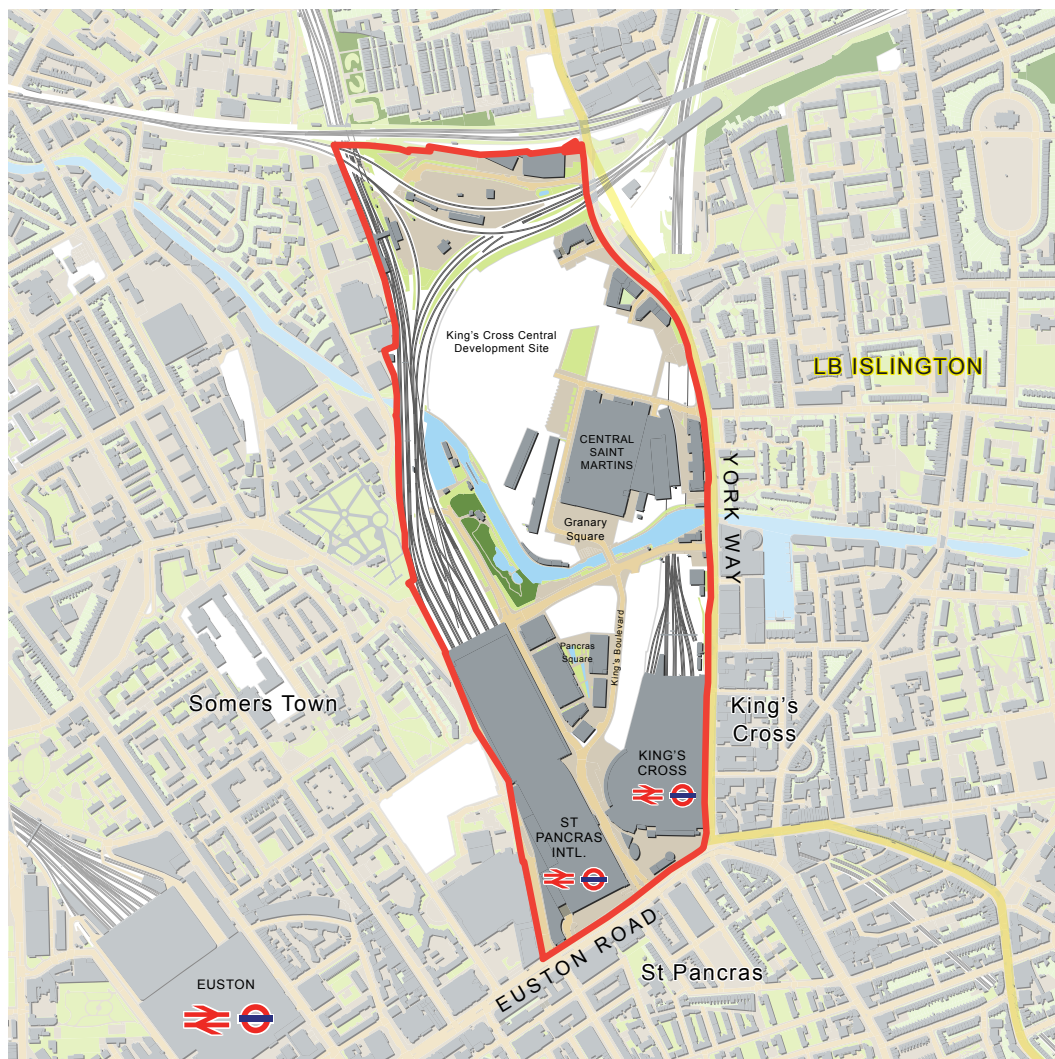 King's Cross Central
Development Site
LB ISLINGTON
CENTRAL
SAINT
MARTINS
YORK WAY
Granary
Square
King's Boulevard
Pancras
Square
Somers Town
King's
Cross
KING'S
CROSS
ST
PANCRAS
INTL.
EUSTON ROAD
St Pancras
EUSTON